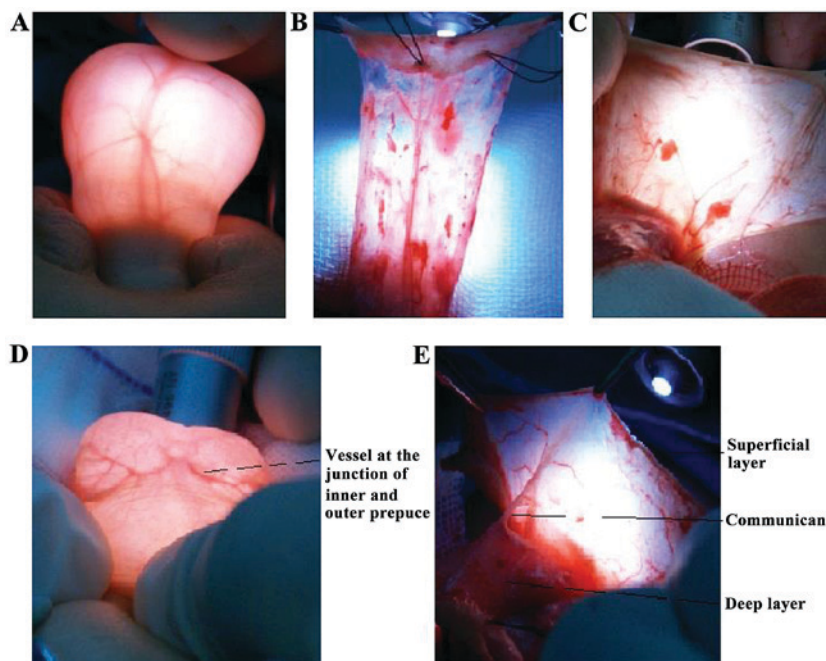 A
B
C
D
Vessel at the
junction of
inner and
outer prepuce
E
Superficial
layer
Communican
Deep layer